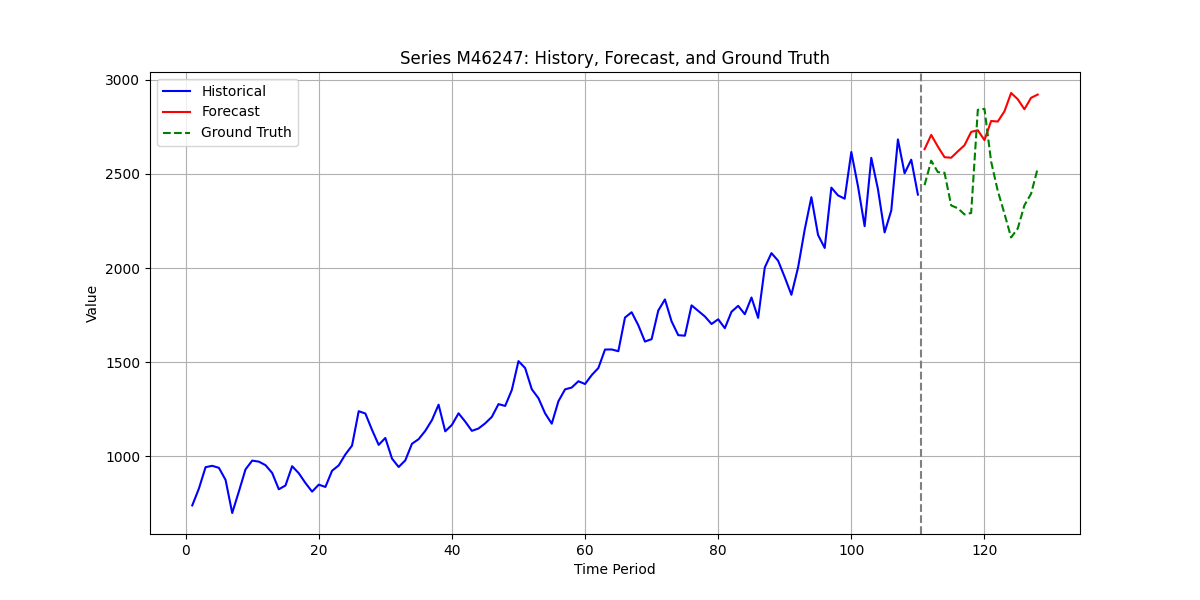 Series M46247: History, Forecast, and Ground Truth
Historical
Forecast
Ground Truth
3000
2500
2000
1500
1000
Value
0 20 40 60 80 100 120
Time Period